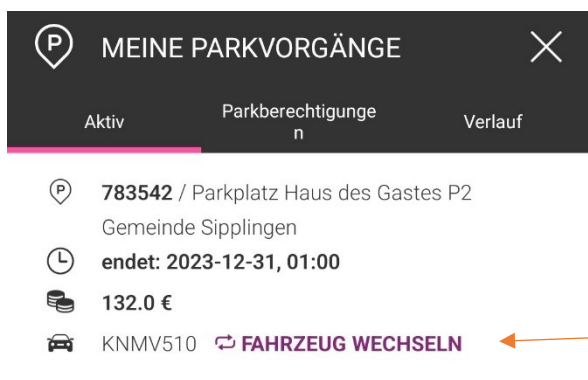 P MEINE PARKVORGÄNGE
Aktiv
Parkberechtigunge
n
Verlauf
P 783542 / Parkplatz Haus des Gastes P2
Gemeinde Sipplingen
endet: 2023-12-31, 01:00
132.0 €
KNMV510 FAHRZEUG WECHSELN